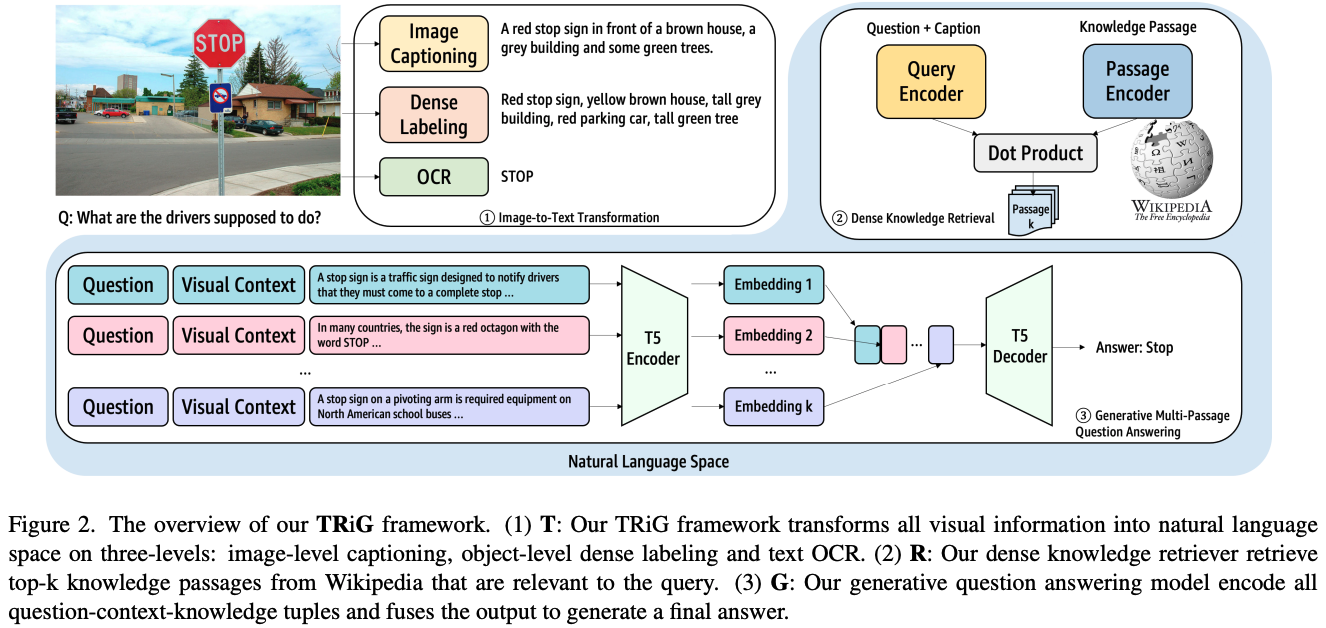 STOP
Q: What are the drivers supposed to do?
Image
Captioning
A red stop sign in front of a brown house, a
grey building and some green trees.
Dense
Labeling
Red stop sign, yellow brown house, tall grey
building, red parking car, tall green tree
OCR
STOP
① Image-to-Text Transformation
Question + Caption
Knowledge Passage
Query
Encoder
Passage
Encoder
Dot Product
Passage
k
WIKIPEDIA
The Free Encyclopedia
② Dense Knowledge Retrieval
Question
Visual Context
A stop sign is a traffic sign designed to notify drivers
that they must come to a complete stop ...
Question
Visual Context
In many countries, the sign is a red octagon with the
word STOP ...
...
Question
Visual Context
A stop sign on a pivoting arm is required equipment on
North American school buses ...
T5
Encoder
Embedding 1
Embedding 2
...
Embedding k
...
T5
Decoder
Answer: Stop
③ Generative Multi-Passage
Question Answering
Natural Language Space
Figure 2. The overview of our TRiG framework. (1) T: Our TRiG framework transforms all visual information into natural language
space on three-levels: image-level captioning, object-level dense labeling and text OCR. (2) R: Our dense knowledge retriever retrieve
top-k knowledge passages from Wikipedia that are relevant to the query. (3) G: Our generative question answering model encode all
question-context-knowledge tuples and fuses the output to generate a final answer.